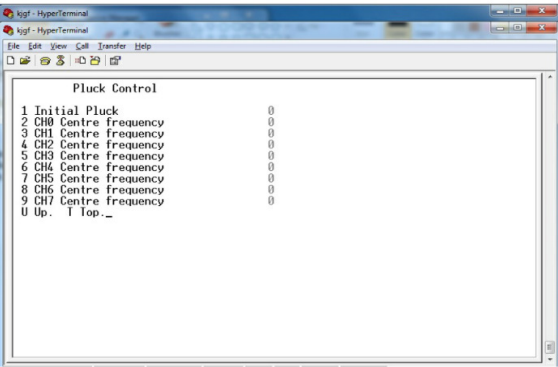 kjgf - HyperTerminal
kjgf - HyperTerminal
File Edit View Call Transfer Help
Pluck Control
1 Initial Pluck 0
2 CH0 Centre frequency 0
3 CH1 Centre frequency 0
4 CH2 Centre frequency 0
5 CH3 Centre frequency 0
6 CH4 Centre frequency 0
7 CH5 Centre frequency 0
8 CH6 Centre frequency 0
9 CH7 Centre frequency 0
U Up. T Top._